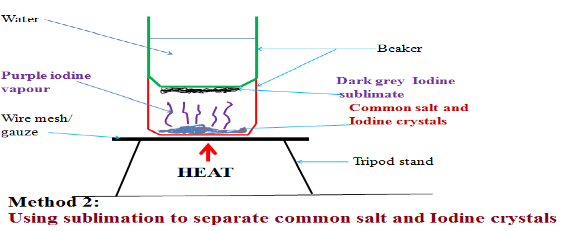 Water
Beaker
Purple iodine
vapour
Dark grey Iodine
sublimate
Common salt and
Iodine crystals
Wire mesh/
gauze
Tripod stand
HEAT
Method 2:
Using sublimation to separate common salt and Iodine crystals